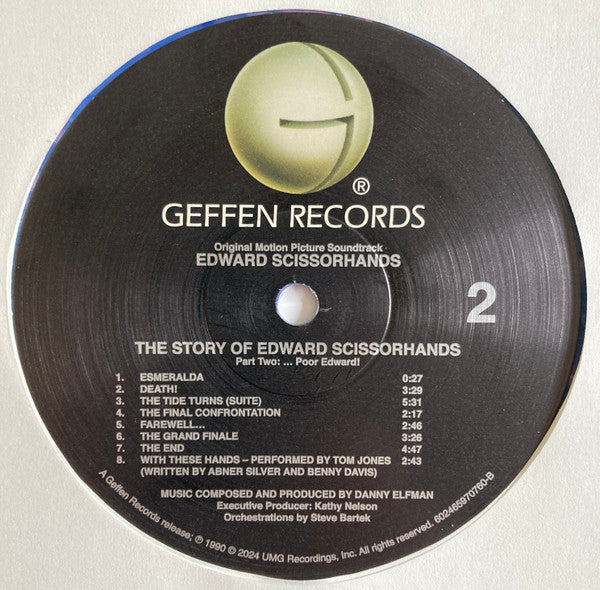 G
®
GEFFEN RECORDS
Original Motion Picture Soundtrack
EDWARD SCISSORHANDS
2
THE STORY OF EDWARD SCISSORHANDS
Part Two: ... Poor Edward!
1. ESMERALDA 0:27
2. DEATH! 3:29
3. THE TIDE TURNS (SUITE) 5:31
4. THE FINAL CONFRONTATION 2:17
5. FAREWELL... 2:46
6. THE GRAND FINALE 3:26
7. THE END 4:47
8. WITH THESE HANDS – PERFORMED BY TOM JONES 2:43
(WRITTEN BY ABNER SILVER AND BENNY DAVIS)
MUSIC COMPOSED AND PRODUCED BY DANNY ELFMAN
Executive Producer: Kathy Nelson
Orchestrations by Steve Bartek
A Geffen Records release; ℗ 1990 © 2024 UMG Recordings, Inc. All rights reserved. 602465970760-B